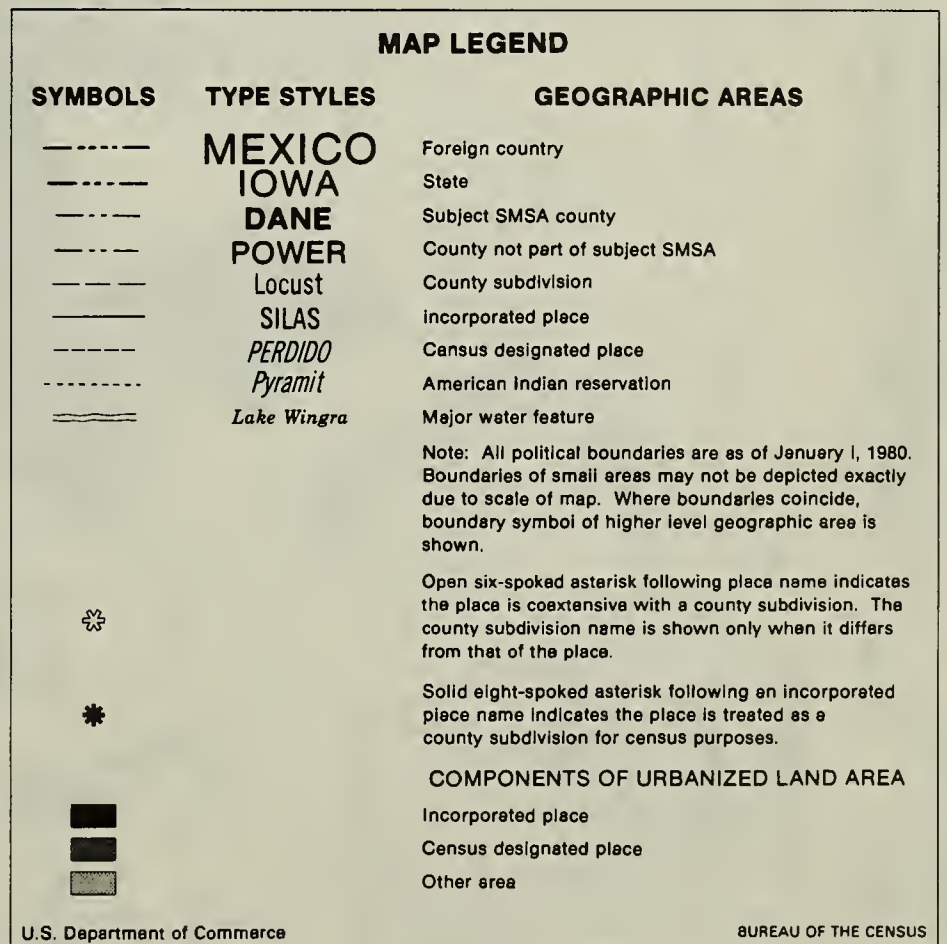 MAP LEGEND
SYMBOLS TYPE STYLES GEOGRAPHIC AREAS
MEXICO Foreign country
IOWA State
DANE Subject SMSA county
POWER County not part of subject SMSA
Locust County subdivision
SILAS Incorporated place
PERDIDO Census designated place
Pyramit American Indian reservation
Lake Wingra Major water feature
Note: All political boundaries are as of January 1, 1980.
Boundaries of small areas may not be depicted exactly
due to scale of map. Where boundaries coincide,
boundary symbol of higher level geographic area is
shown.
Open six-spoked asterisk following place name indicates
the place is coextensive with a county subdivision. The
county subdivision name is shown only when it differs
from that of the place.
Solid eight-spoked asterisk following an incorporated
place name indicates the place is treated as a
county subdivision for census purposes.
COMPONENTS OF URBANIZED LAND AREA
Incorporated place
Census designated place
Other area
U.S. Department of Commerce BUREAU OF THE CENSUS